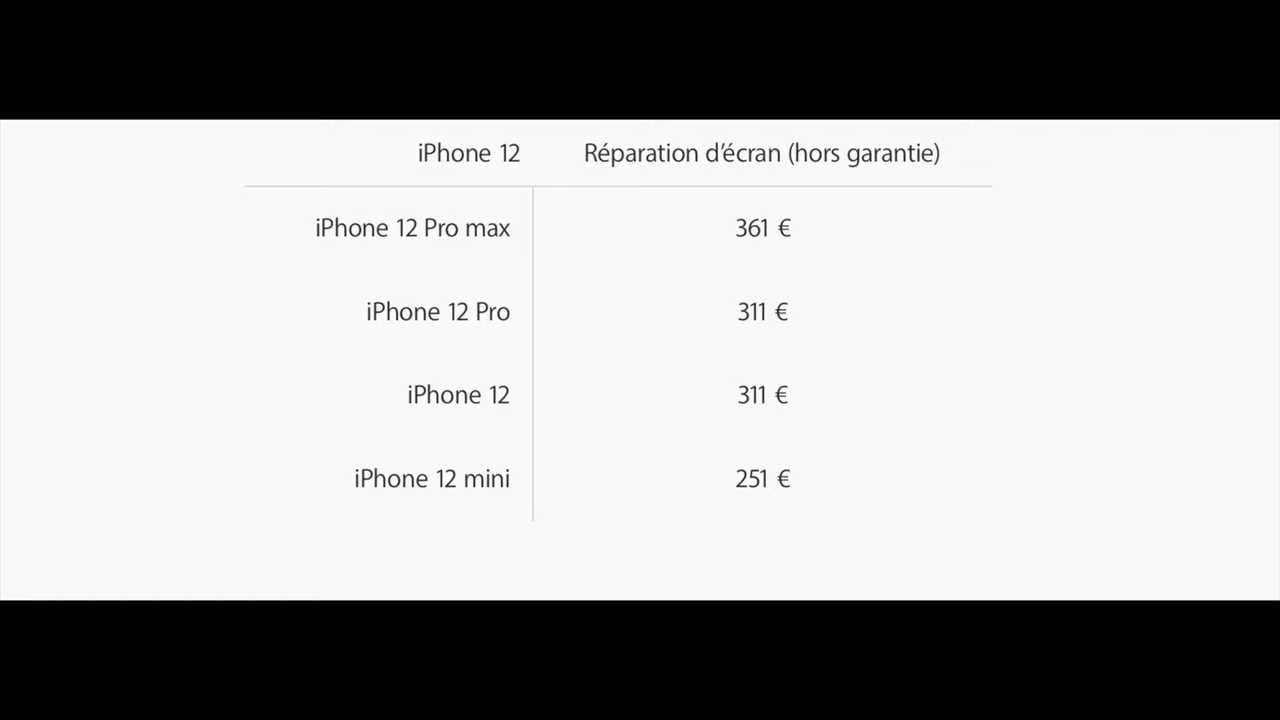 iPhone 12 Réparation d’écran (hors garantie)
iPhone 12 Pro max 361 €
iPhone 12 Pro 311 €
iPhone 12 311 €
iPhone 12 mini 251 €